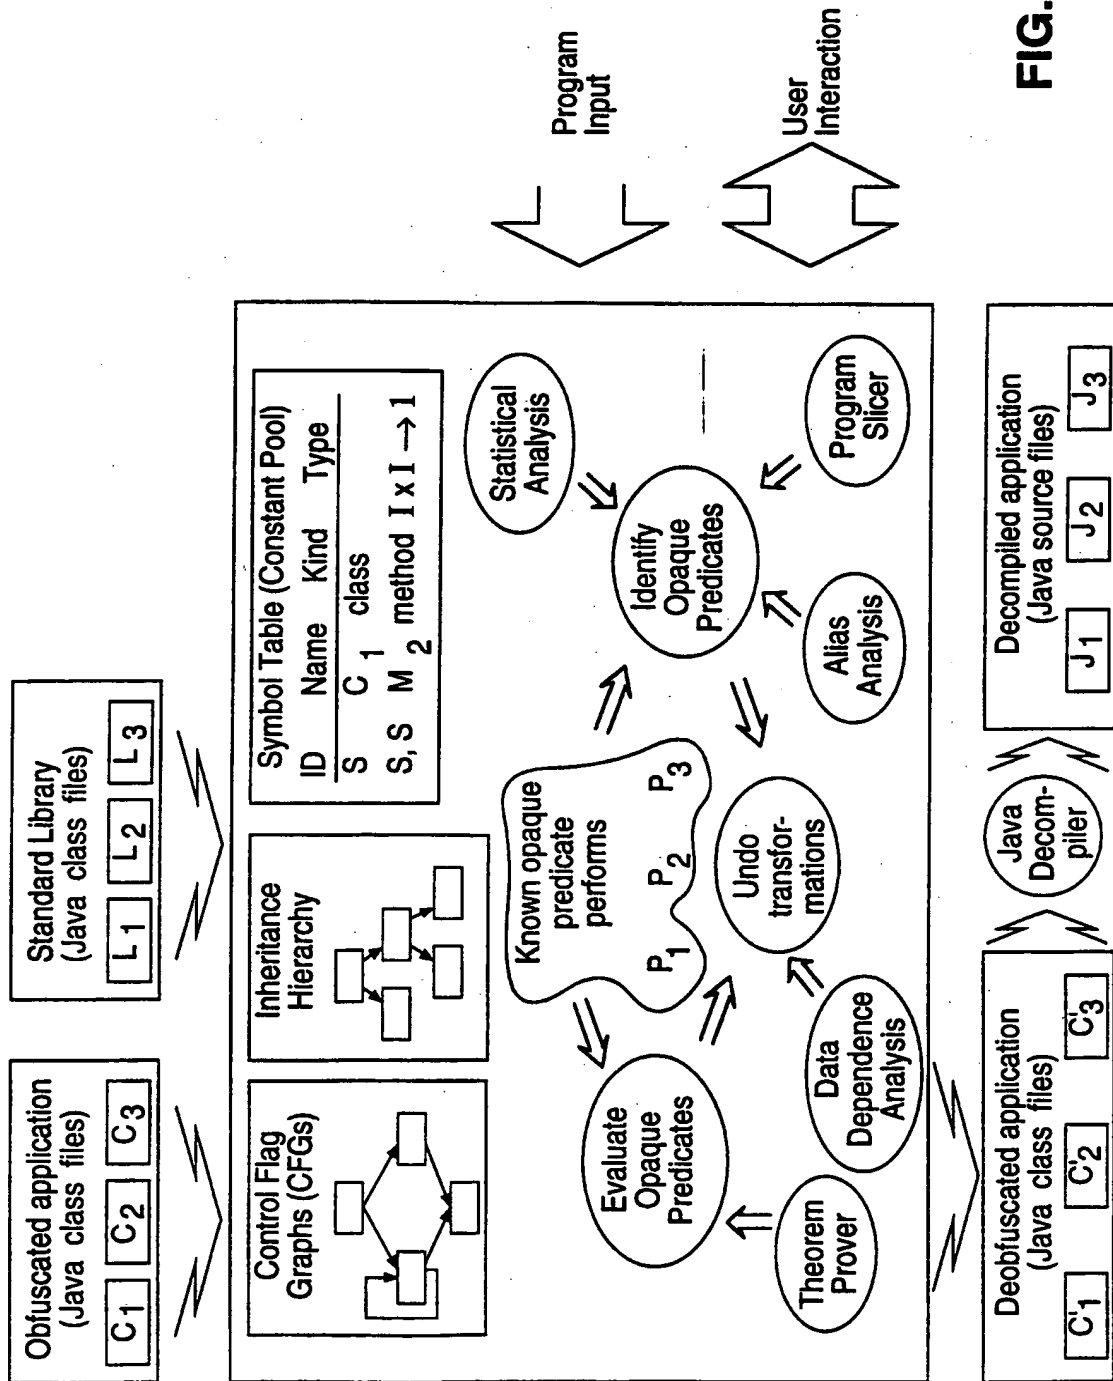 Obfuscated application
(Java class files)
C1 C2 C3
Standard Library
(Java class files)
L1 L2 L3
Control Flag
Graphs (CFGs)
Inheritance
Hierarchy
Symbol Table (Constant Pool)
ID Name Kind Type
S C1 class
S, S M2 method I x I → 1
Known opaque
predicate
performs
P1 P2 P3
Statistical
Analysis
Evaluate
Opaque
Predicates
Identify
Opaque
Predicates
Undo
transfor-
mations
Theorem
Prover
Data
Dependence
Analysis
Alias
Analysis
Program
Slicer
Program
Input
User
Interaction
Deobfuscated application
(Java class files)
C'1 C'2 C'3
Java
Decom-
piler
Decompiled application
(Java source files)
J1 J2 J3
FIG.